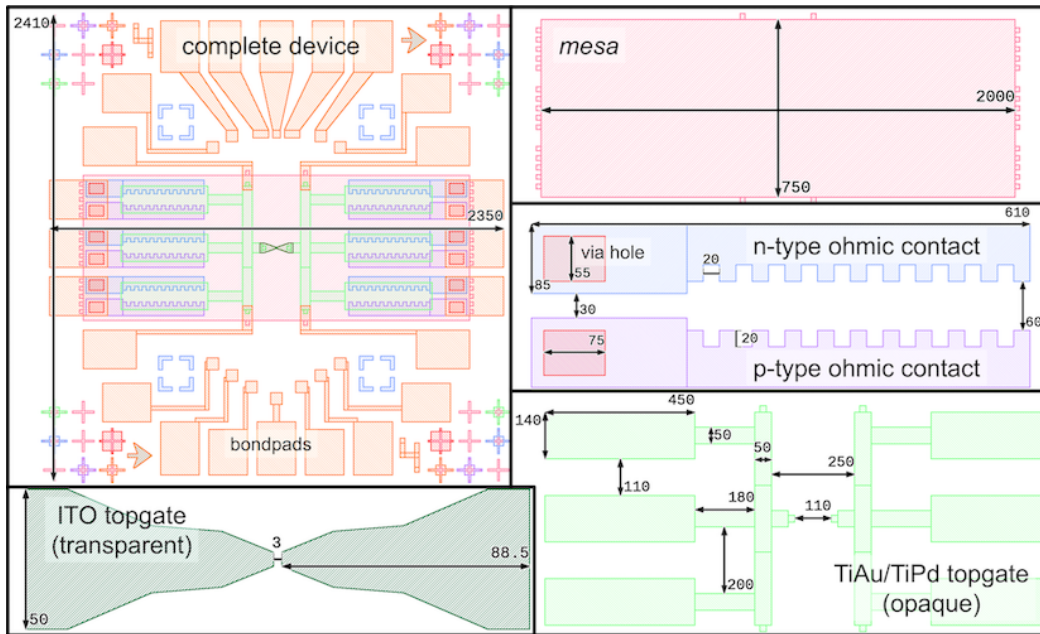 2410
complete device
2350
bondpads
mesa
2000
750
610
via hole
n-type ohmic contact
20
55
85
30
60
75
20
p-type ohmic contact
ITO topgate
(transparent)
3
88.5
50
450
140
50
50
250
110
180
110
200
TiAu/TiPd topgate
(opaque)